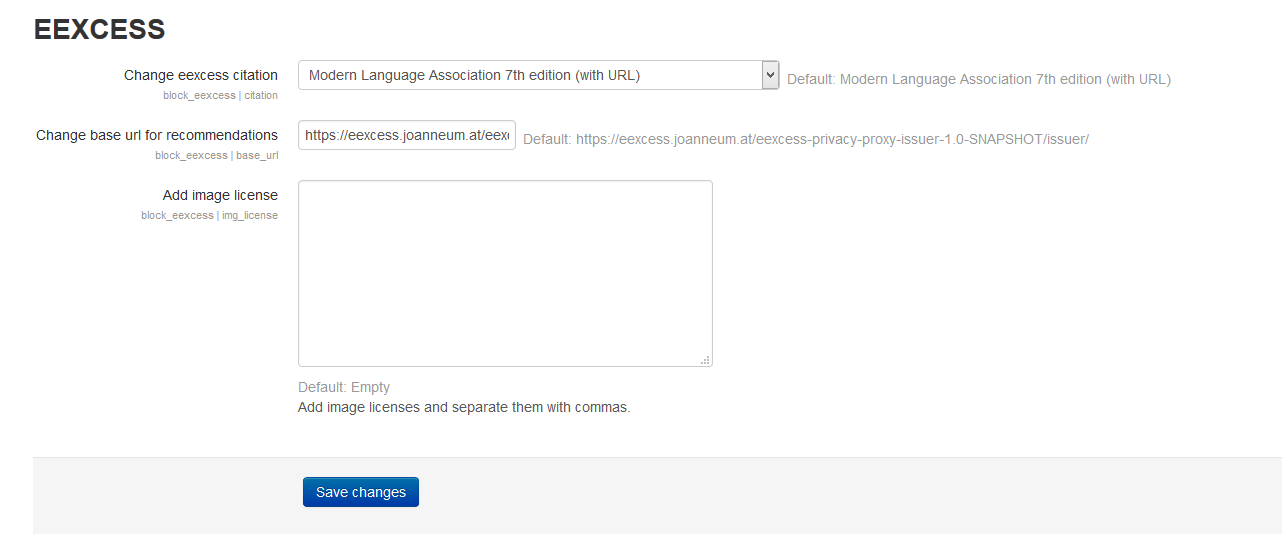 EEXCESS
Change eexcess citation
Modern Language Association 7th edition (with URL)
Default: Modern Language Association 7th edition (with URL)
block_eexcess | citation
Change base url for recommendations
https://eexcess.joanneum.at/eexc
Default: https://eexcess.joanneum.at/eexcess-privacy-proxy-issuer-1.0-SNAPSHOT/issuer/
block_eexcess | base_url
Add image license
block_eexcess | img_license
Default: Empty
Add image licenses and separate them with commas.
Save changes